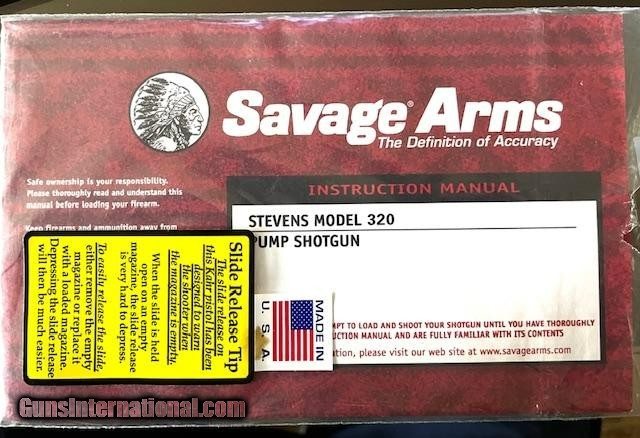 Savage® Arms
The Definition of Accuracy
Safe ownership is your responsibility.
Please thoroughly read and understand this
manual before loading your firearm.
Keep firearms and ammunition away from
INSTRUCTION MANUAL
STEVENS MODEL 320
PUMP SHOTGUN
MPT TO LOAD AND SHOOT YOUR SHOTGUN UNTIL YOU HAVE THOROUGHLY
UCTION MANUAL AND ARE FULLY FAMILIAR WITH ITS CONTENTS
ation, please visit our web site at www.savagearms.com
Slide Release Tip
The slide release on
this Kahr pistol has been
designed to warn
the shooter when
the magazine is empty.
When the slide is held
open on an empty
magazine, the slide release
is very hard to depress.
To easily release the slide,
either remove the empty
magazine or replace it
with a loaded magazine.
Depressing the slide release
will then be much easier.
MADE IN
U. S. A
GunsInternational.com